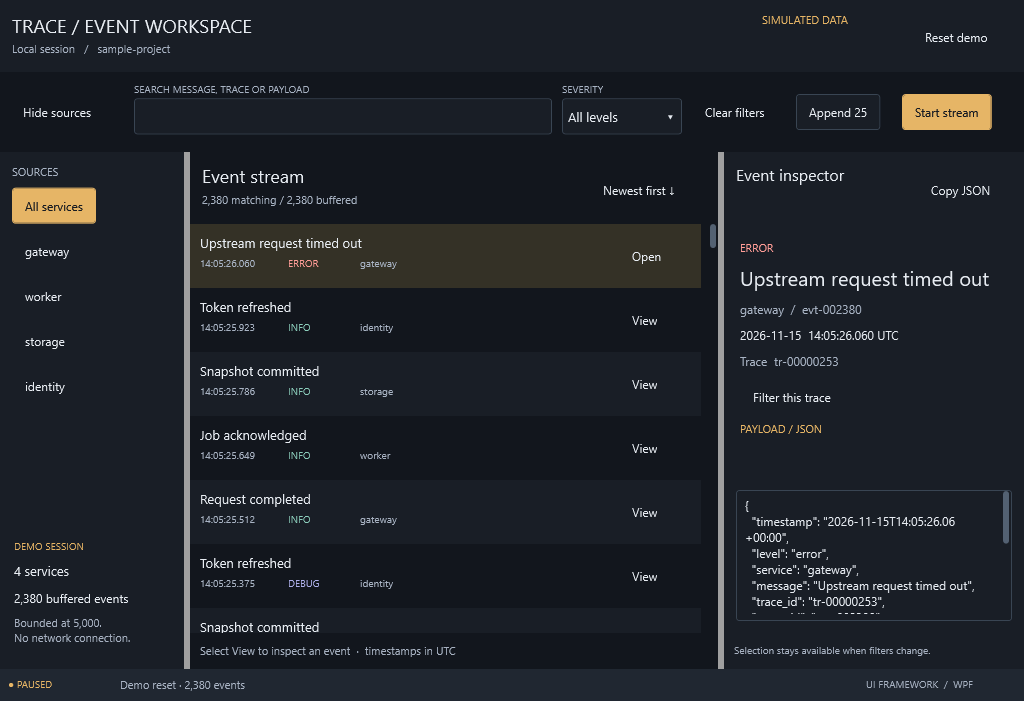 TRACE / EVENT WORKSPACE
Local session / sample-project
SIMULATED DATA
Reset demo
Hide sources
SEARCH MESSAGE, TRACE OR PAYLOAD
SEVERITY
All levels
Clear filters
Append 25
Start stream
SOURCES
All services
gateway
worker
storage
identity
DEMO SESSION
4 services
2,380 buffered events
Bounded at 5,000.
No network connection.
Event stream
2,380 matching / 2,380 buffered
Newest first ↓
Upstream request timed out
14:05:26.060 ERROR gateway
Open
Token refreshed
14:05:25.923 INFO identity
View
Snapshot committed
14:05:25.786 INFO storage
View
Job acknowledged
14:05:25.649 INFO worker
View
Request completed
14:05:25.512 INFO gateway
View
Token refreshed
14:05:25.375 DEBUG identity
View
Snapshot committed
Select View to inspect an event · timestamps in UTC
Event inspector
Copy JSON
ERROR
Upstream request timed out
gateway / evt-002380
2026-11-15 14:05:26.060 UTC
Trace tr-00000253
Filter this trace
PAYLOAD / JSON
{
"timestamp": "2026-11-15T14:05:26.06
+00:00",
"level": "error",
"service": "gateway",
"message": "Upstream request timed out",
"trace_id": "tr-00000253",
Selection stays available when filters change.
● PAUSED
Demo reset · 2,380 events
UI FRAMEWORK / WPF